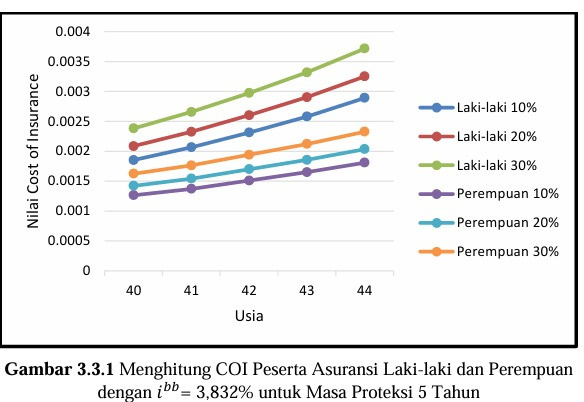 0.004
0.0035
0.003
0.0025
0.002
0.0015
0.001
0.0005
0
Nilai Cost of Insurance
40 41 42 43 44
Usia
Laki-laki 10%
Laki-laki 20%
Laki-laki 30%
Perempuan 10%
Perempuan 20%
Perempuan 30%
Gambar 3.3.1 Menghitung COI Peserta Asuransi Laki-laki dan Perempuan
dengan i^bb= 3,832% untuk Masa Proteksi 5 Tahun